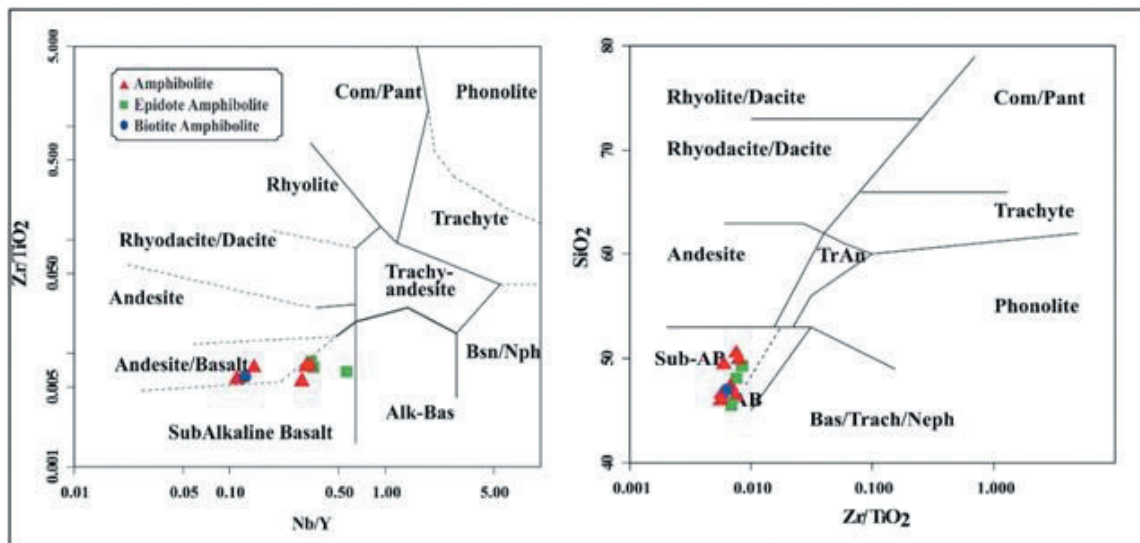 5.000
0.500
0.050
0.005
0.001
Zr/TiO2
Amphibolite
Epidote Amphibolite
Biotite Amphibolite
Com/Pant
Phonolite
Rhyolite
Trachyte
Rhyodacite/Dacite
Trachy-
andesite
Andesite
Bsn/Nph
Andesite/Basalt
Alk-Bas
SubAlkaline Basalt
0.01
0.05
0.10
0.50
1.00
5.00
Nb/Y
80
70
60
50
40
SiO2
Rhyolite/Dacite
Com/Pant
Rhyodacite/Dacite
Trachyte
Andesite
TrAn
Phonolite
Sub-AB
AB
Bas/Trach/Neph
0.001
0.010
0.100
1.000
Zr/TiO2